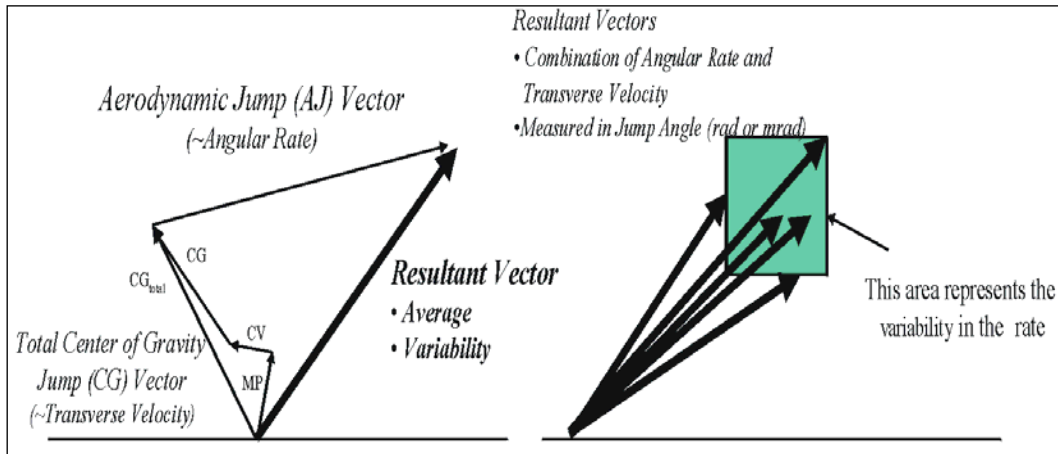 Aerodynamic Jump (AJ) Vector
(~Angular Rate)
CG
CG total
CV
MP
Total Center of Gravity
Jump (CG) Vector
(~Transverse Velocity)
Resultant Vector
• Average
• Variability
Resultant Vectors
• Combination of Angular Rate and
Transverse Velocity
•Measured in Jump Angle (rad or mrad)
This area represents the
variability in the rate